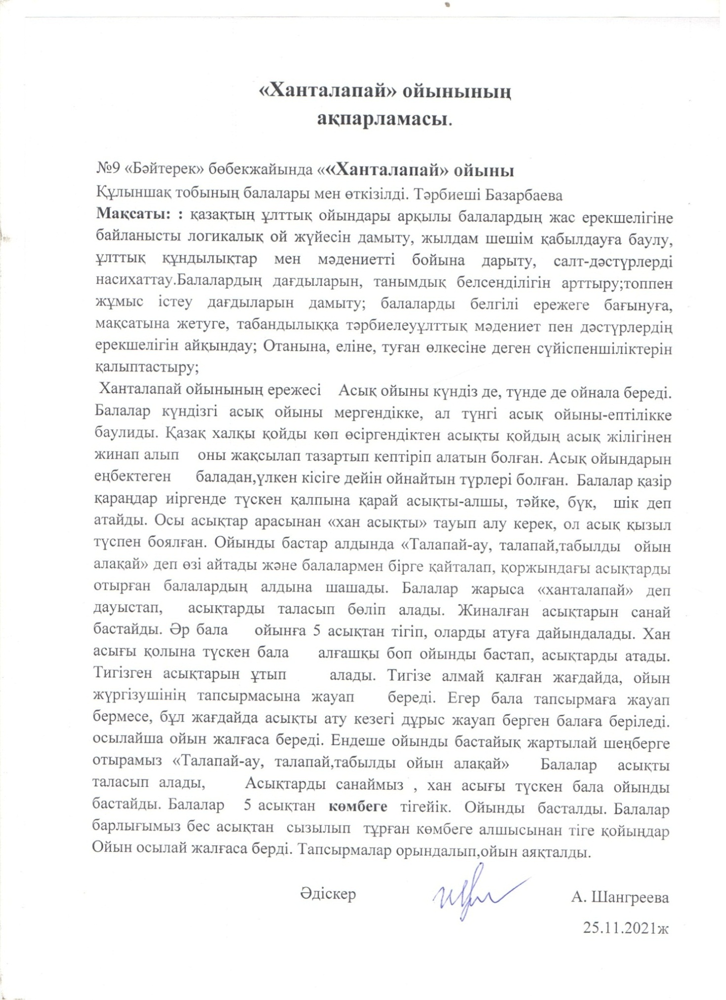 «Ханталапай» ойынының
ақпарламасы.
№9 «Бәйтерек» бөбекжайында ««Ханталапай» ойыны
Құлыншақ тобының балалары мен өткізілді. Тәрбиеші Базарбаева
Мақсаты: : қазақтың ұлттық ойындары арқылы балалардың жас ерекшелігіне
байланысты логикалық ой жүйесін дамыту, жылдам шешім қабылдауға баулу,
ұлттық құндылықтар мен мәдениетті бойына дарыту, салт-дәстүрлерді
насихаттау.Балалардың дағдыларын, танымдық белсенділігін арттыру;топпен
жұмыс істеу дағдыларын дамыту; балаларды белгілі ережеге бағынуға,
мақсатына жетуге, табандылыққа тәрбиелеуұлттық мәдениет пен дәстүрлердің
ерекшелігін айқындау; Отанына, еліне, туған өлкесіне деген сүйіспеншіліктерін
қалыптастыру;
Ханталапай ойынының ережесі Асық ойыны күндіз де, түнде де ойнала береді.
Балалар күндізгі асық ойыны мергендікке, ал түнгі асық ойыны-ептілікке
баулиды. Қазақ халқы қойды көп өсіргендіктен асықты қойдың асық жілігінен
жинап алып оны жақсылап тазартып кептіріп алатын болған. Асық ойындарын
еңбектеген баладан,үлкен кісіге дейін ойнайтын түрлері болған. Балалар қазір
қараңдар иіргенде түскен қалпына қарай асықты-алшы, тәйке, бүк, шік деп
атайды. Осы асықтар арасынан «хан асықты» тауып алу керек, ол асық қызыл
түспен боялған. Ойынды бастар алдында «Талапай-ау, талапай,табылды ойын
алақай» деп өзі айтады және балалармен бірге қайталап, қоржындағы асықтарды
отырған балалардың алдына шашады. Балалар жарыса «ханталапай» деп
дауыстап, асықтарды таласып бөліп алады. Жиналған асықтарын санай
бастайды. Әр бала ойынға 5 асықтан тігіп, оларды атуға дайындалады. Хан
асығы қолына түскен бала алғашқы боп ойынды бастап, асықтарды атады.
Тигізген асықтарын ұтып алады. Тигізе алмай қалған жағдайда, ойын
жүргізушінің тапсырмасына жауап береді. Егер бала тапсырмаға жауап
бермесе, бұл жағдайда асықты ату кезегі дұрыс жауап берген балаға беріледі.
осылайша ойын жалғаса береді. Ендеше ойынды бастайық жартылай шеңберге
отырамыз «Талапай-ау, талапай,табылды ойын алақай» Балалар асықты
таласып алады, Асықтарды санаймыз , хан асығы түскен бала ойынды
бастайды. Балалар 5 асықтан көмбеге тігейік. Ойынды басталды. Балалар
барлығымыз бес асықтан сызылып тұрған көмбеге алшысынан тіге қойыңдар
Ойын осылай жалғаса берді. Тапсырмалар орындалып,ойын аяқталды.
Әдіскер А. Шангреева
25.11.2021ж